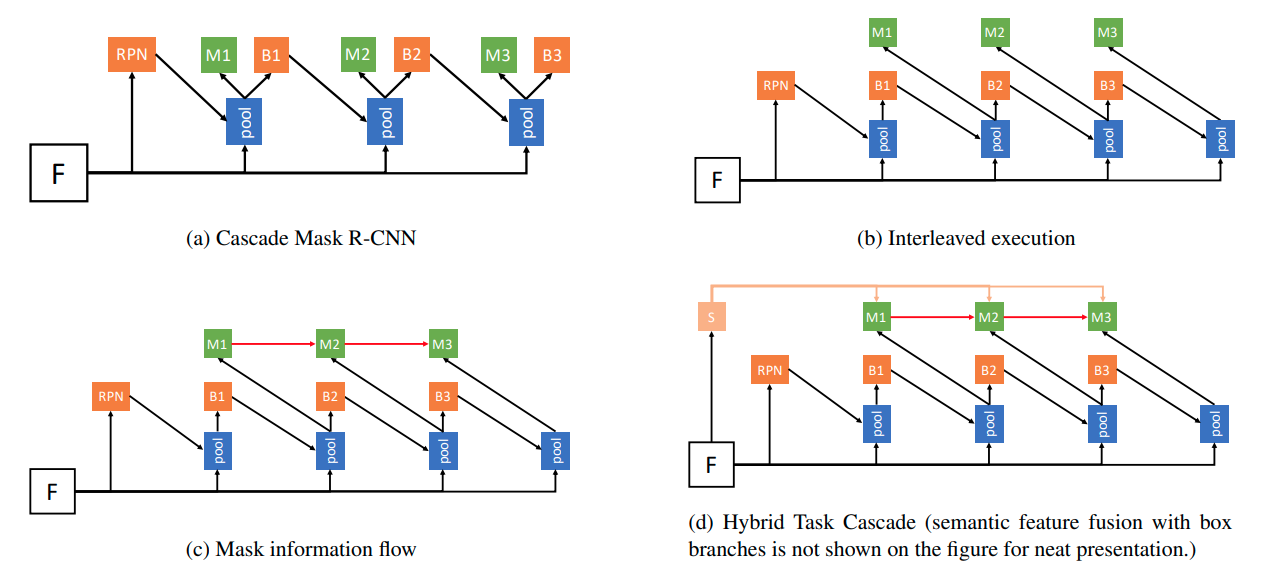 RPN M1 B1 M2 B2 M3 B3
pool pool pool
F
(a) Cascade Mask R-CNN
M1 M2 M3
RPN B1 B2 B3
pool pool pool pool
F
(b) Interleaved execution
M1 M2 M3
RPN B1 B2 B3
pool pool pool pool
F
(c) Mask information flow
S M1 M2 M3
RPN B1 B2 B3
pool pool pool pool
F
(d) Hybrid Task Cascade (semantic feature fusion with box
branches is not shown on the figure for neat presentation.)